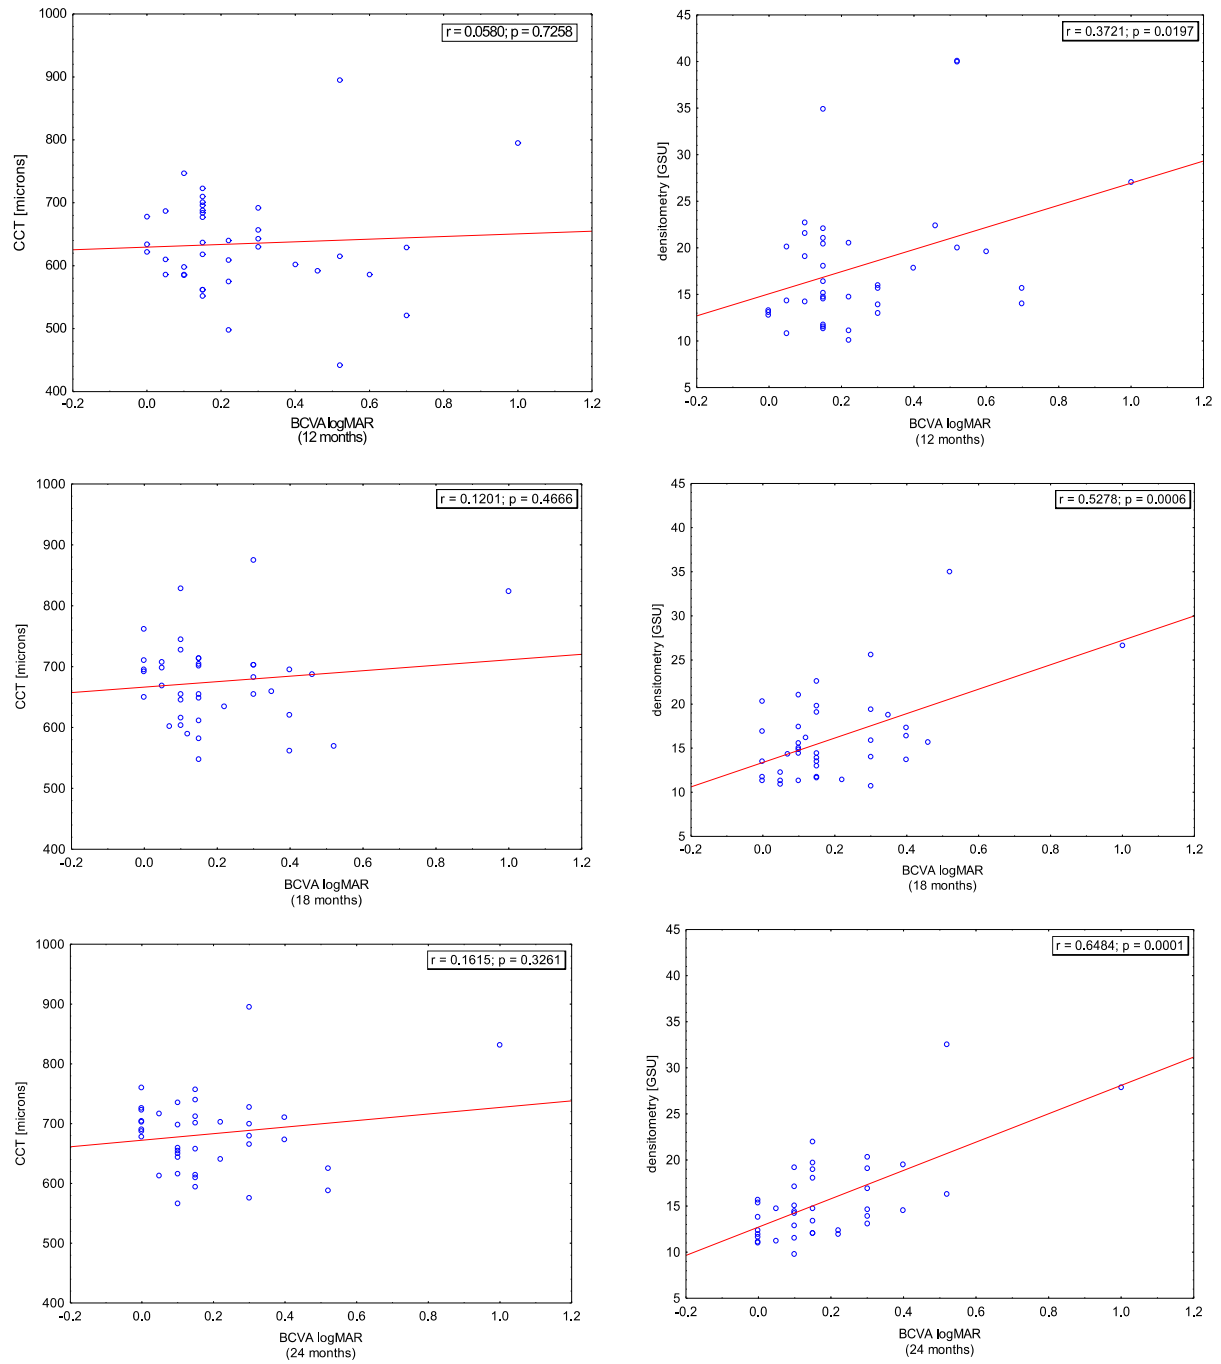 r = 0.0580; p = 0.7258
1000
900
800
700
600
500
400
CCT [microns]
-0.2 0.0 0.2 0.4 0.6 0.8 1.0 1.2
BCVA logMAR
(12 months)
r = 0.3721; p = 0.0197
45
40
35
30
25
20
15
10
5
densitometry [GSU]
-0.2 0.0 0.2 0.4 0.6 0.8 1.0 1.2
BCVA logMAR
(12 months)
r = 0.1201; p = 0.4666
1000
900
800
700
600
500
400
CCT [microns]
-0.2 0.0 0.2 0.4 0.6 0.8 1.0 1.2
BCVA logMAR
(18 months)
r = 0.5278; p = 0.0006
45
40
35
30
25
20
15
10
5
densitometry [GSU]
-0.2 0.0 0.2 0.4 0.6 0.8 1.0 1.2
BCVA logMAR
(18 months)
r = 0.1615; p = 0.3261
1000
900
800
700
600
500
400
CCT [microns]
-0.2 0.0 0.2 0.4 0.6 0.8 1.0 1.2
BCVA logMAR
(24 months)
r = 0.6484; p = 0.0001
45
40
35
30
25
20
15
10
5
densitometry [GSU]
-0.2 0.0 0.2 0.4 0.6 0.8 1.0 1.2
BCVA logMAR
(24 months)